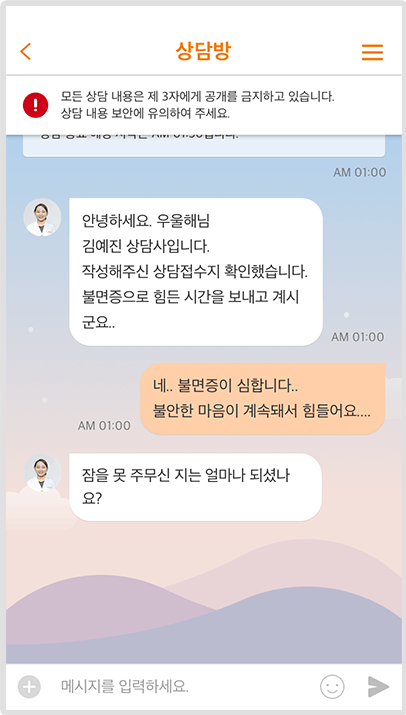 상담방
모든 상담 내용은 제 3자에게 공개를 금지하고 있습니다.
상담 내용 보안에 유의하여 주세요.
AM 01:00
안녕하세요. 우울해님
김예진 상담사입니다.
작성해주신 상담접수지 확인했습니다.
불면증으로 힘든 시간을 보내고 계시
군요..
AM 01:00
네.. 불면증이 심합니다..
불안한 마음이 계속돼서 힘들어요....
AM 01:00
잠을 못 주무신 지는 얼마나 되셨나
요?
메시지를 입력하세요.